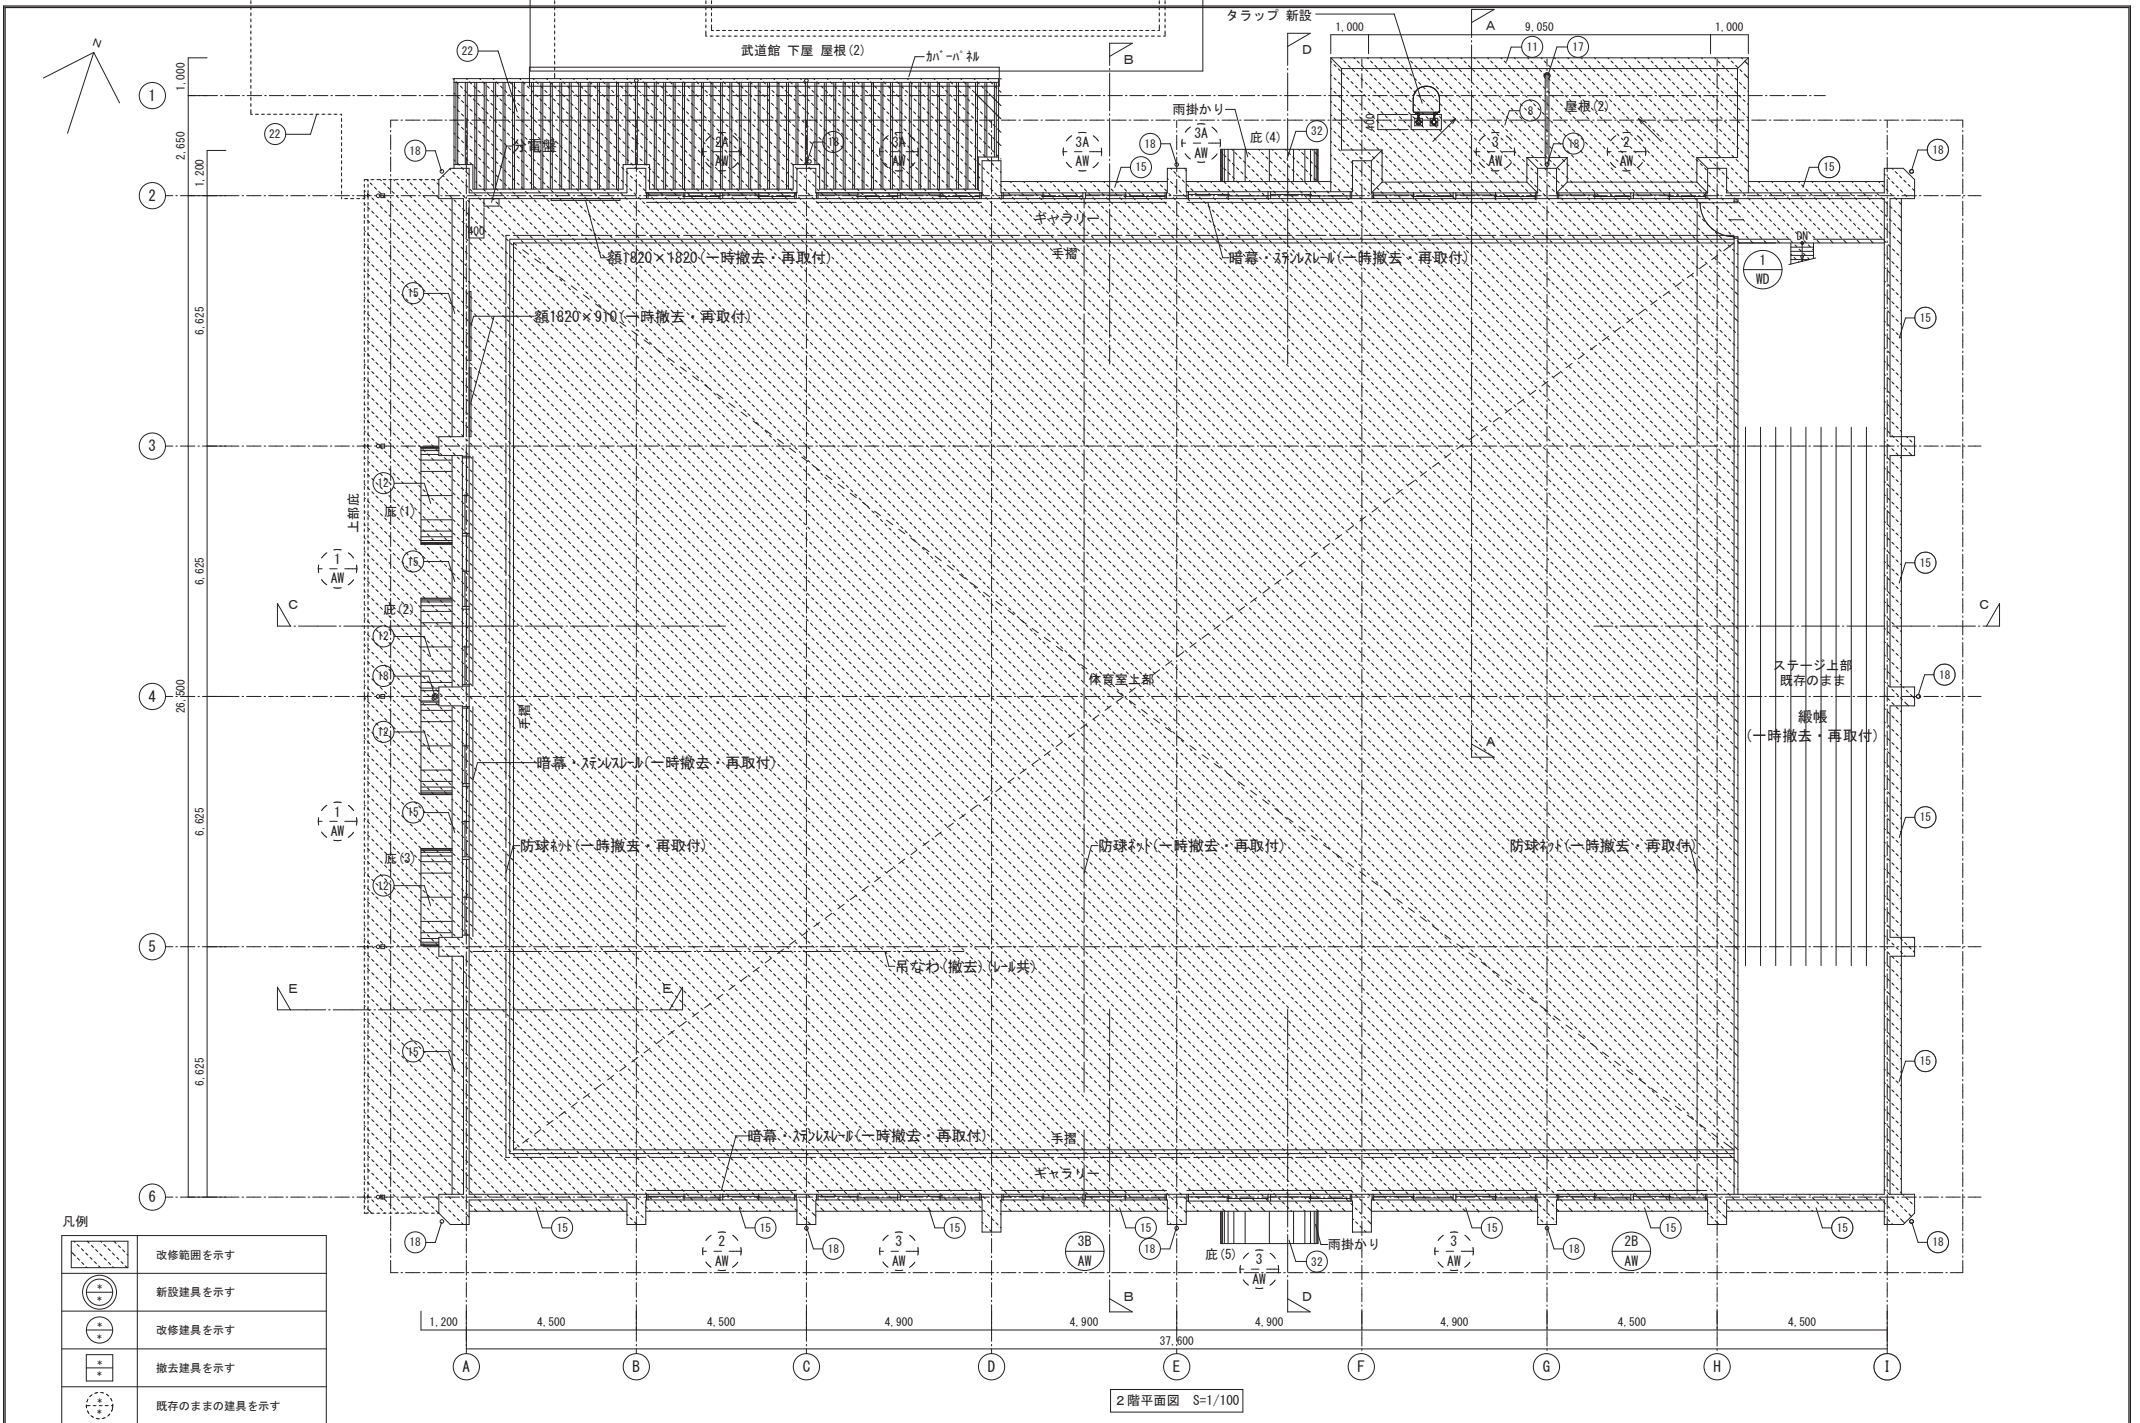 N
タラップ 新設
A
1,000
9,050
1,000
武道館 下屋 屋根(2)
カバーパネル
22
B
D
11
17
1
1,000
2,650
22
18
分電盤
2A
AW
18
3A
AW
3A
AW
18
3A
AW
雨掛かり
庇(4)
32
400
3
AW
8
18
屋根(2)
2
AW
15
15
18
1,200
2
ギャラリー
手摺
400
額1820×1820(一時撤去・再取付)
暗幕・ステンレスレール(一時撤去・再取付)
DN
1
WD
15
額1820×910(一時撤去・再取付)
15
6,625
3
12
庇(1)
上部庇
1
AW
15
15
6,625
C
庇(2)
12
C
18
4
26,500
体育室上部
ステージ上部
既存のまま
18
手摺
12
緞帳
(一時撤去・再取付)
A
暗幕・ステンレスレール(一時撤去・再取付)
1
AW
15
15
6,625
庇(3)
防球ネット(一時撤去・再取付)
防球ネット(一時撤去・再取付)
防球ネット(一時撤去・再取付)
12
5
吊なわ(撤去)(レール共)
E
E
15
15
6,625
暗幕・ステンレスレール(一時撤去・再取付)
手摺
ギャラリー
6
18
15
2
AW
15
18
3
AW
15
3B
AW
15
18
庇(5)
3
AW
雨掛かり
32
3
AW
15
18
2B
AW
15
15
18
B
D
1,200
4,500
4,500
4,900
4,900
4,900
4,900
4,500
4,500
37,600
A
B
C
D
E
F
G
H
I
2階平面図 S=1/100
凡例
改修範囲を示す
*
*
新設建具を示す
*
*
改修建具を示す
*
*
撤去建具を示す
*
*
既存のままの建具を示す